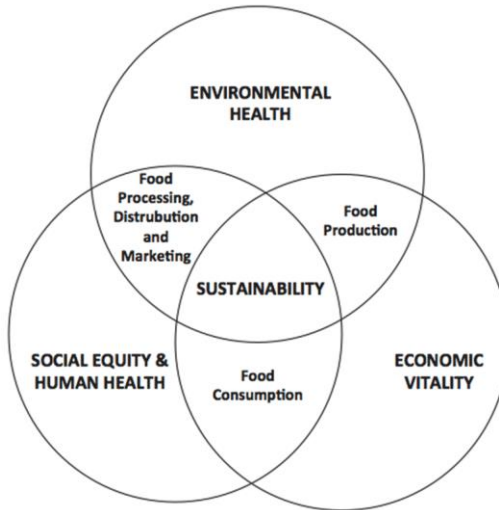 ENVIRONMENTAL
HEALTH
Food
Processing,
Distrubution
and
Marketing
Food
Production
SUSTAINABILITY
SOCIAL EQUITY &
HUMAN HEALTH
Food
Consumption
ECONOMIC
VITALITY